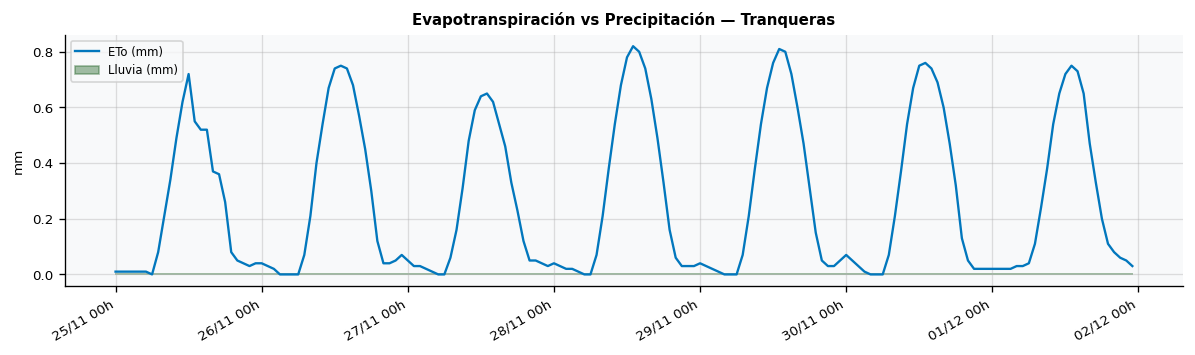 Evapotranspiración vs Precipitación — Tranqueras
ETo (mm)
Lluvia (mm)
mm
0.8
0.6
0.4
0.2
0.0
25/11 00h
26/11 00h
27/11 00h
28/11 00h
29/11 00h
30/11 00h
01/12 00h
02/12 00h